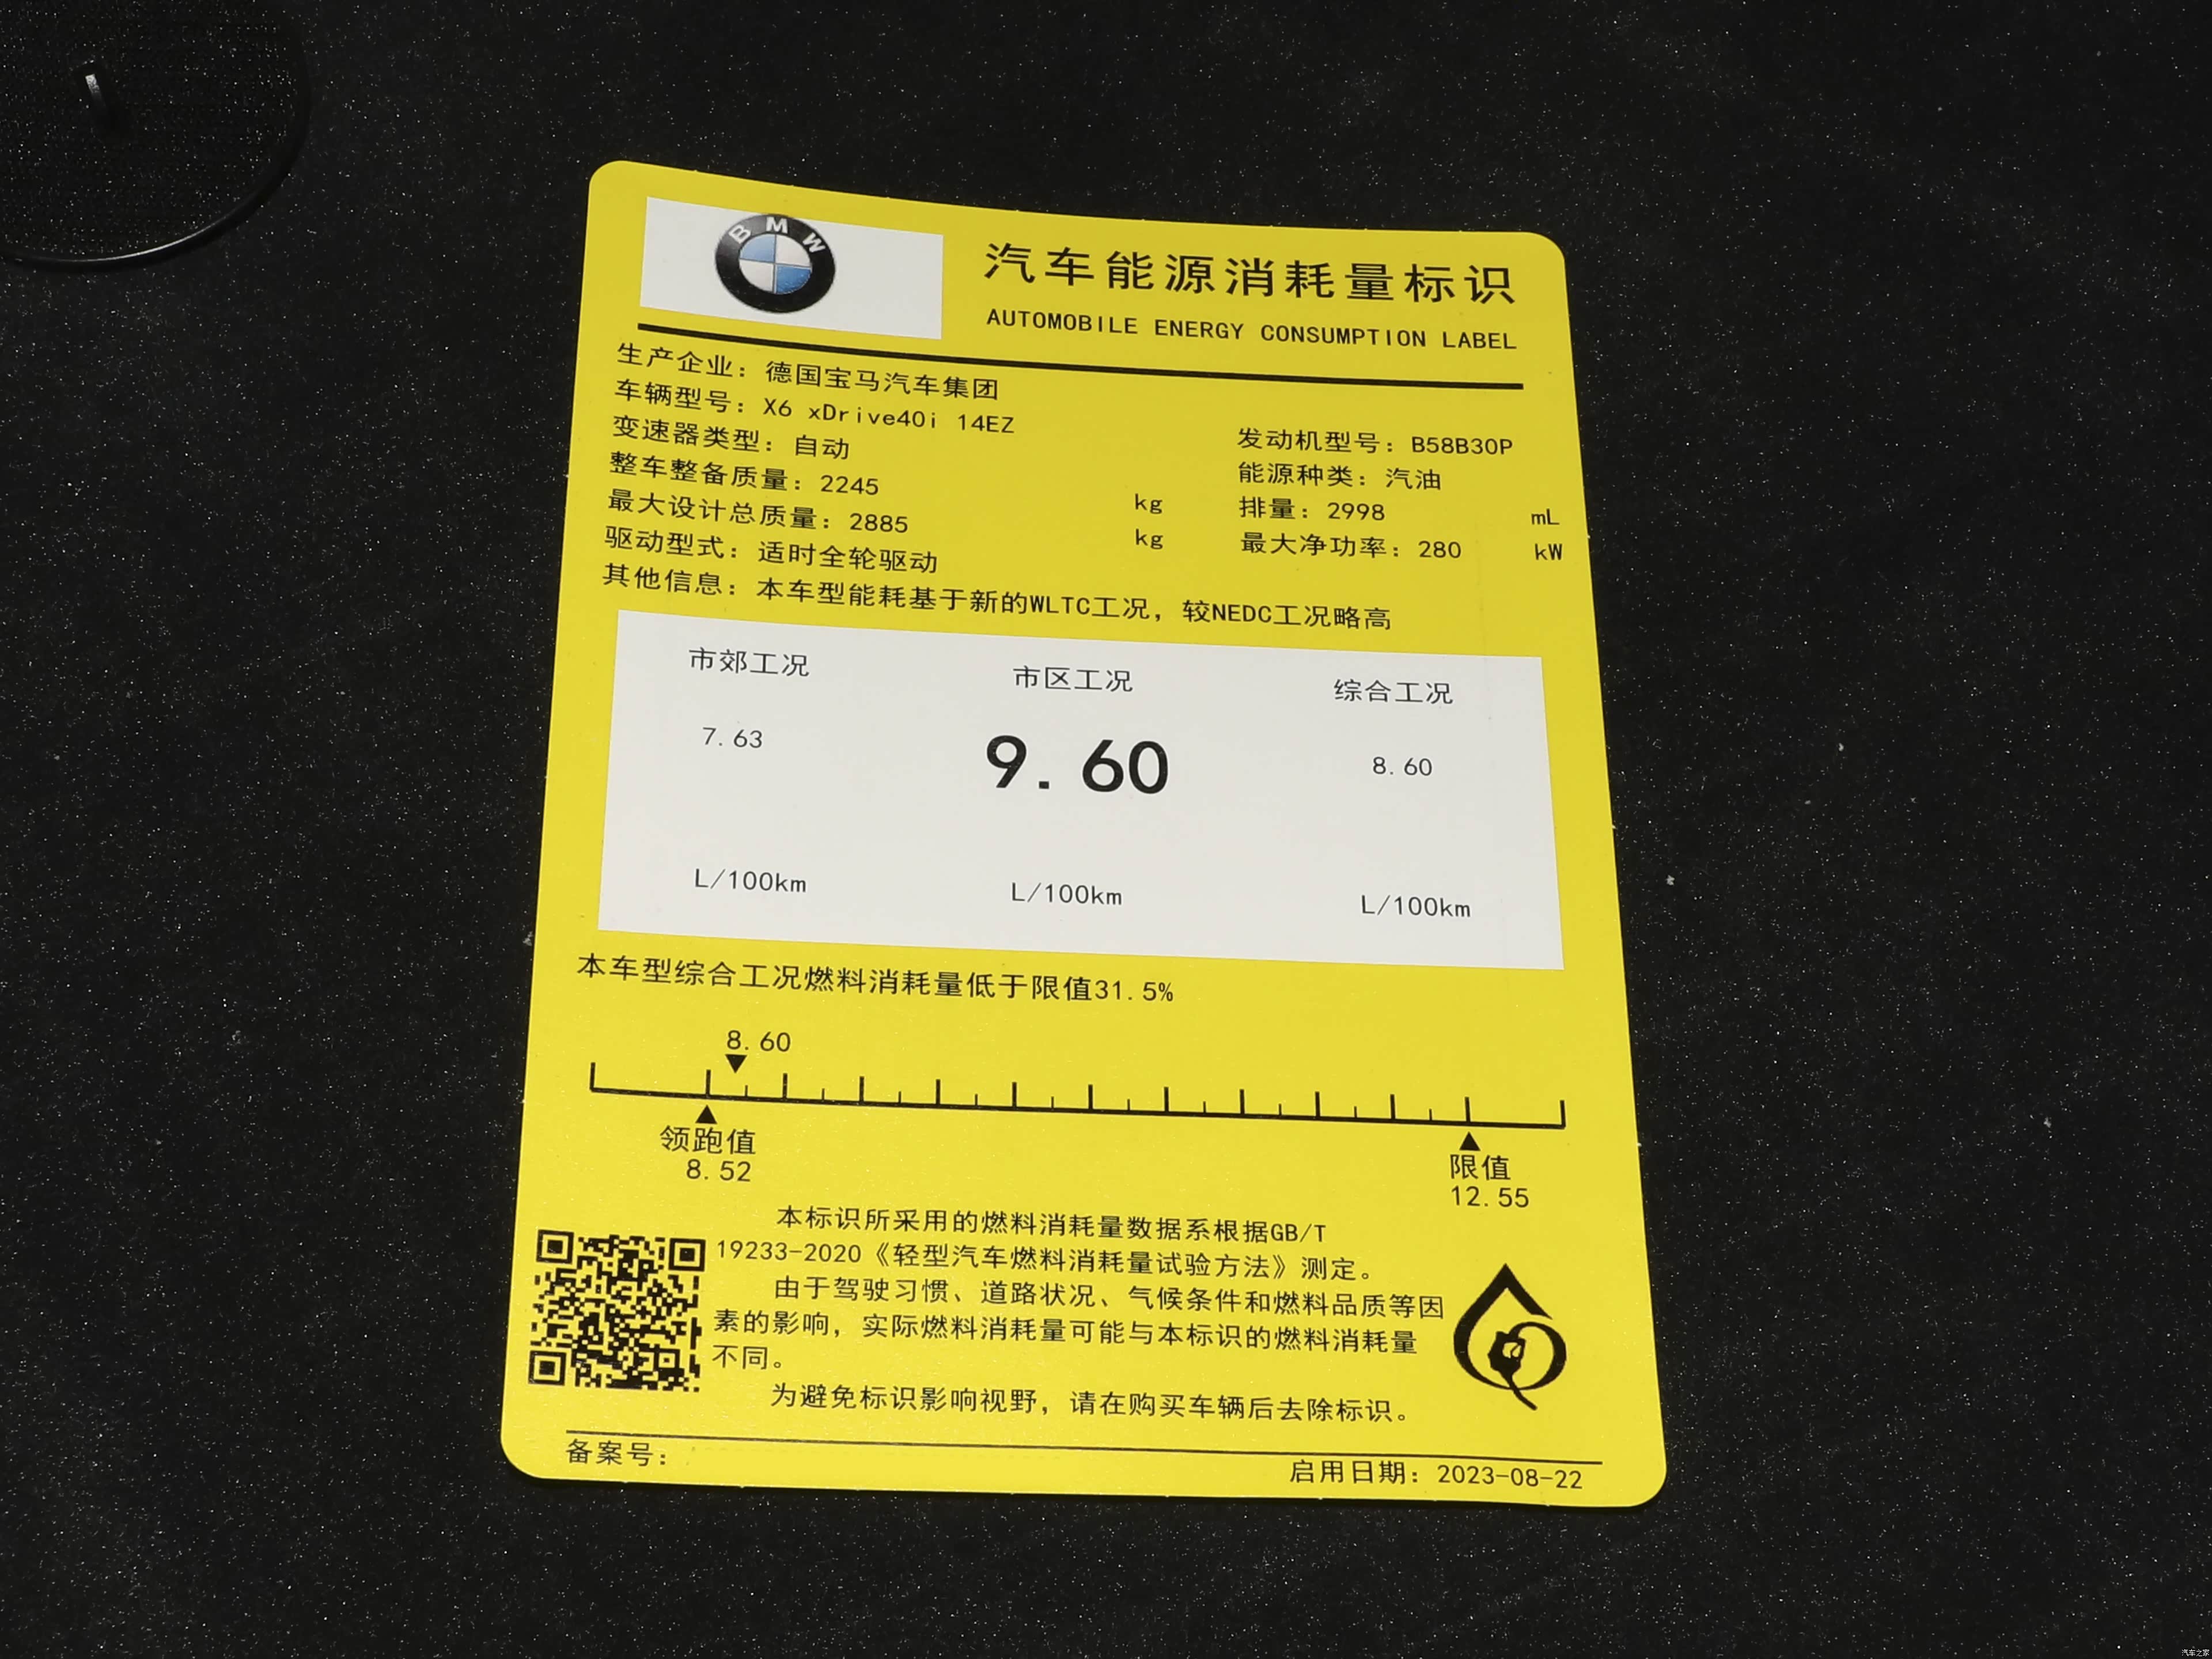 BMW
汽车能源消耗量标识
AUTOMOBILE ENERGY CONSUMPTION LABEL
生产企业：德国宝马汽车集团
车辆型号：X6 xDrive40i 14EZ
发动机型号：B58B30P
变速器类型：自动
能源种类：汽油
整车整备质量：2245 kg
排量：2998 mL
最大设计总质量：2885 kg
最大净功率：280 kW
驱动型式：适时全轮驱动
其他信息：本车型能耗基于新的WLTC工况，较NEDC工况略高
市郊工况 市区工况 综合工况
7.63 9.60 8.60
L/100km L/100km L/100km
本车型综合工况燃料消耗量低于限值31.5%
8.60
领跑值 限值
8.52 12.55
本标识所采用的燃料消耗量数据系根据GB/T
19233-2020《轻型汽车燃料消耗量试验方法》测定。
由于驾驶习惯、道路状况、气候条件和燃料品质等因
素的影响，实际燃料消耗量可能与本标识的燃料消耗量
不同。
为避免标识影响视野，请在购买车辆后去除标识。
备案号：
启用日期：2023-08-22
汽车之家